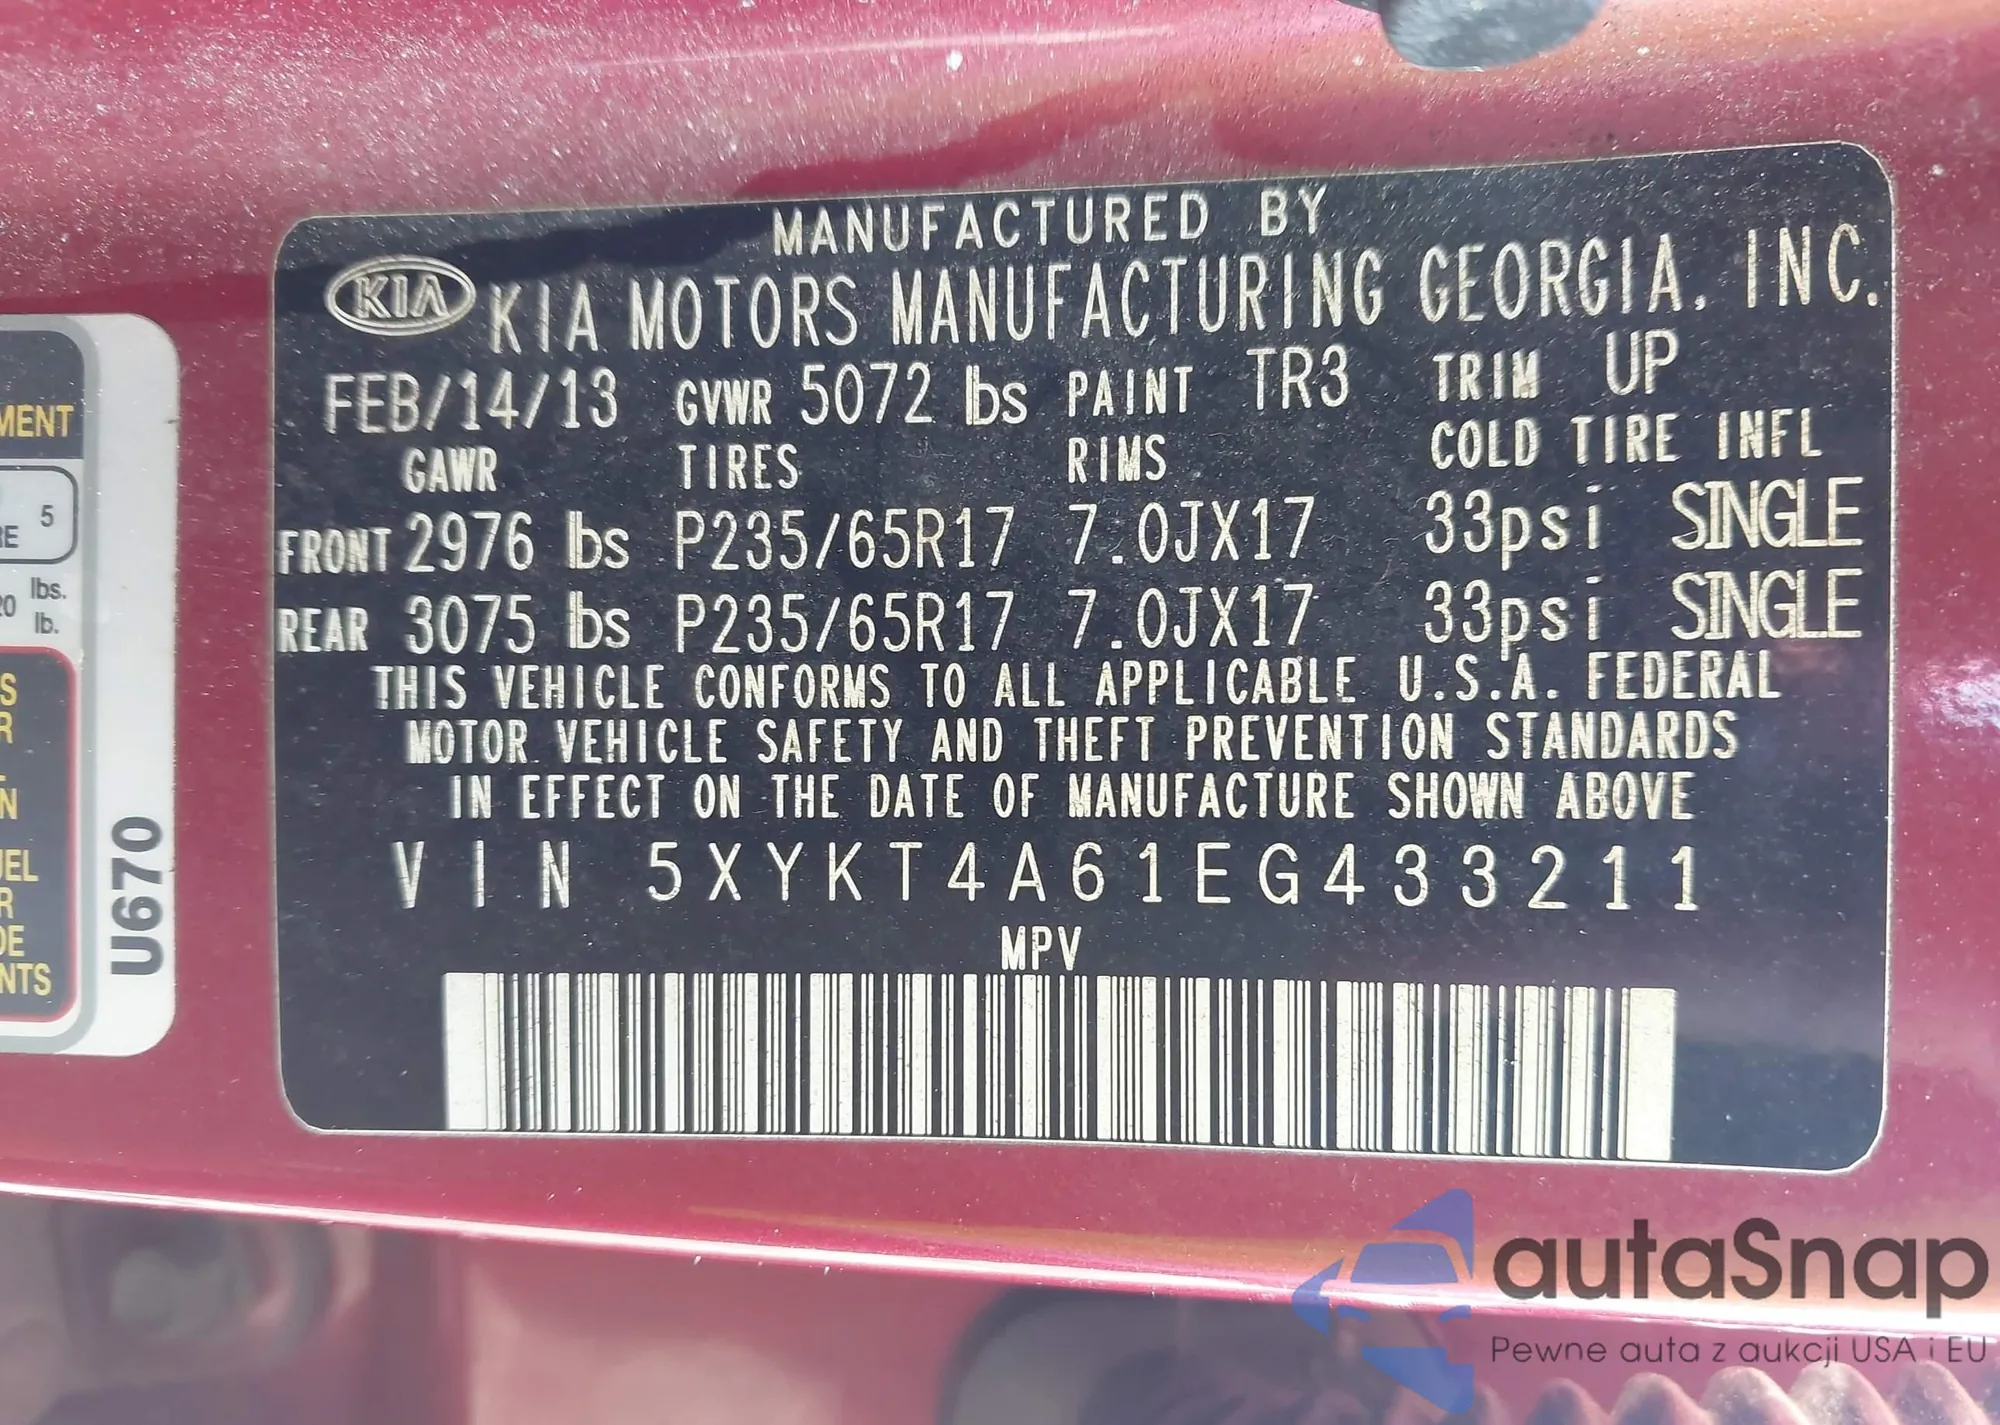 MANUFACTURED BY
KIA KIA MOTORS MANUFACTURING GEORGIA, INC.
FEB/14/13 GVWR 5072 lbs PAINT TR3 TRIM UP
GAWR TIRES RIMS COLD TIRE INFL
FRONT 2976 lbs P235/65R17 7.0JX17 33psi SINGLE
REAR 3075 lbs P235/65R17 7.0JX17 33psi SINGLE
THIS VEHICLE CONFORMS TO ALL APPLICABLE U.S.A. FEDERAL
MOTOR VEHICLE SAFETY AND THEFT PREVENTION STANDARDS
IN EFFECT ON THE DATE OF MANUFACTURE SHOWN ABOVE
VIN 5XYKT4A61EG433211
MPV
5
lbs.
lb.
U670
autaSnap
Pewne auta z aukcji USA i EU